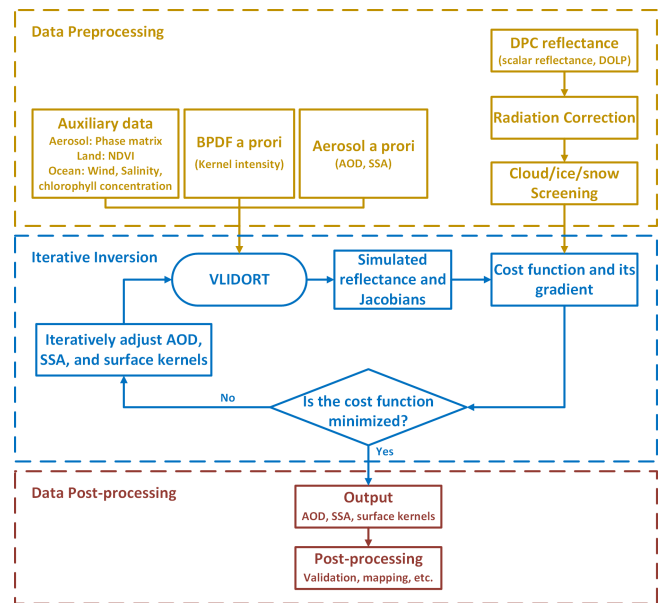 Data Preprocessing
DPC reflectance
(scalar reflectance, DOLP)
Radiation Correction
Cloud/ice/snow
Screening
Auxiliary data
Aerosol: Phase matrix
Land: NDVI
Ocean: Wind, Salinity,
chlorophyll concentration
BPDF a prori
(Kernel intensity)
Aerosol a prori
(AOD, SSA)
Iterative Inversion
VLIDORT
Simulated
reflectance and
Jacobians
Cost function and its
gradient
Iteratively adjust AOD,
SSA, and surface kernels
Is the cost function
minimized?
No
Yes
Data Post-processing
Output
AOD, SSA, surface kernels
Post-processing
Validation, mapping, etc.